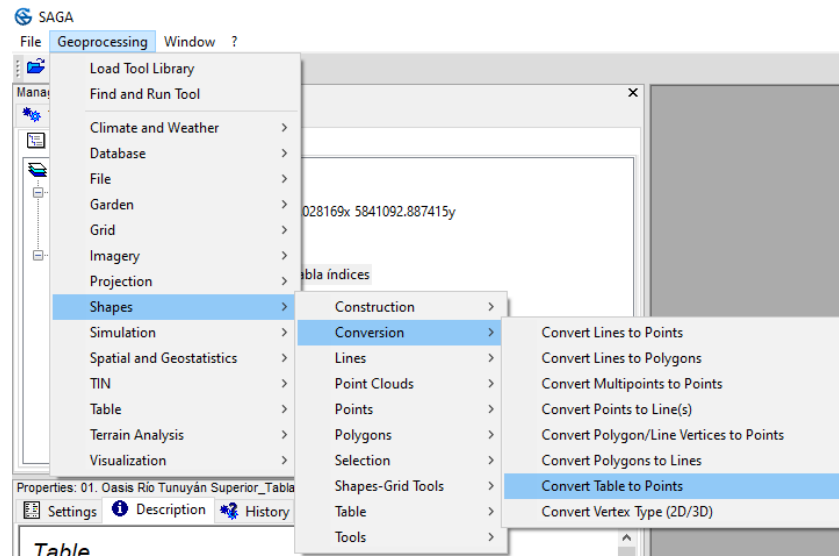 SAGA
File Geoprocessing Window ?
Load Tool Library
Find and Run Tool
Climate and Weather
Database
File
Garden
Grid
Imagery
Projection
Shapes
Simulation
Spatial and Geostatistics
TIN
Table
Terrain Analysis
Visualization
028169x 5841092.887415y
abla índices
Construction
Conversion
Lines
Point Clouds
Points
Polygons
Selection
Shapes-Grid Tools
Table
Tools
Convert Lines to Points
Convert Lines to Polygons
Convert Multipoints to Points
Convert Points to Line(s)
Convert Polygon/Line Vertices to Points
Convert Polygons to Lines
Convert Table to Points
Convert Vertex Type (2D/3D)
Properties: 01. Oasis Río Tunuyán Superior_Tabla
Settings Description History
Table